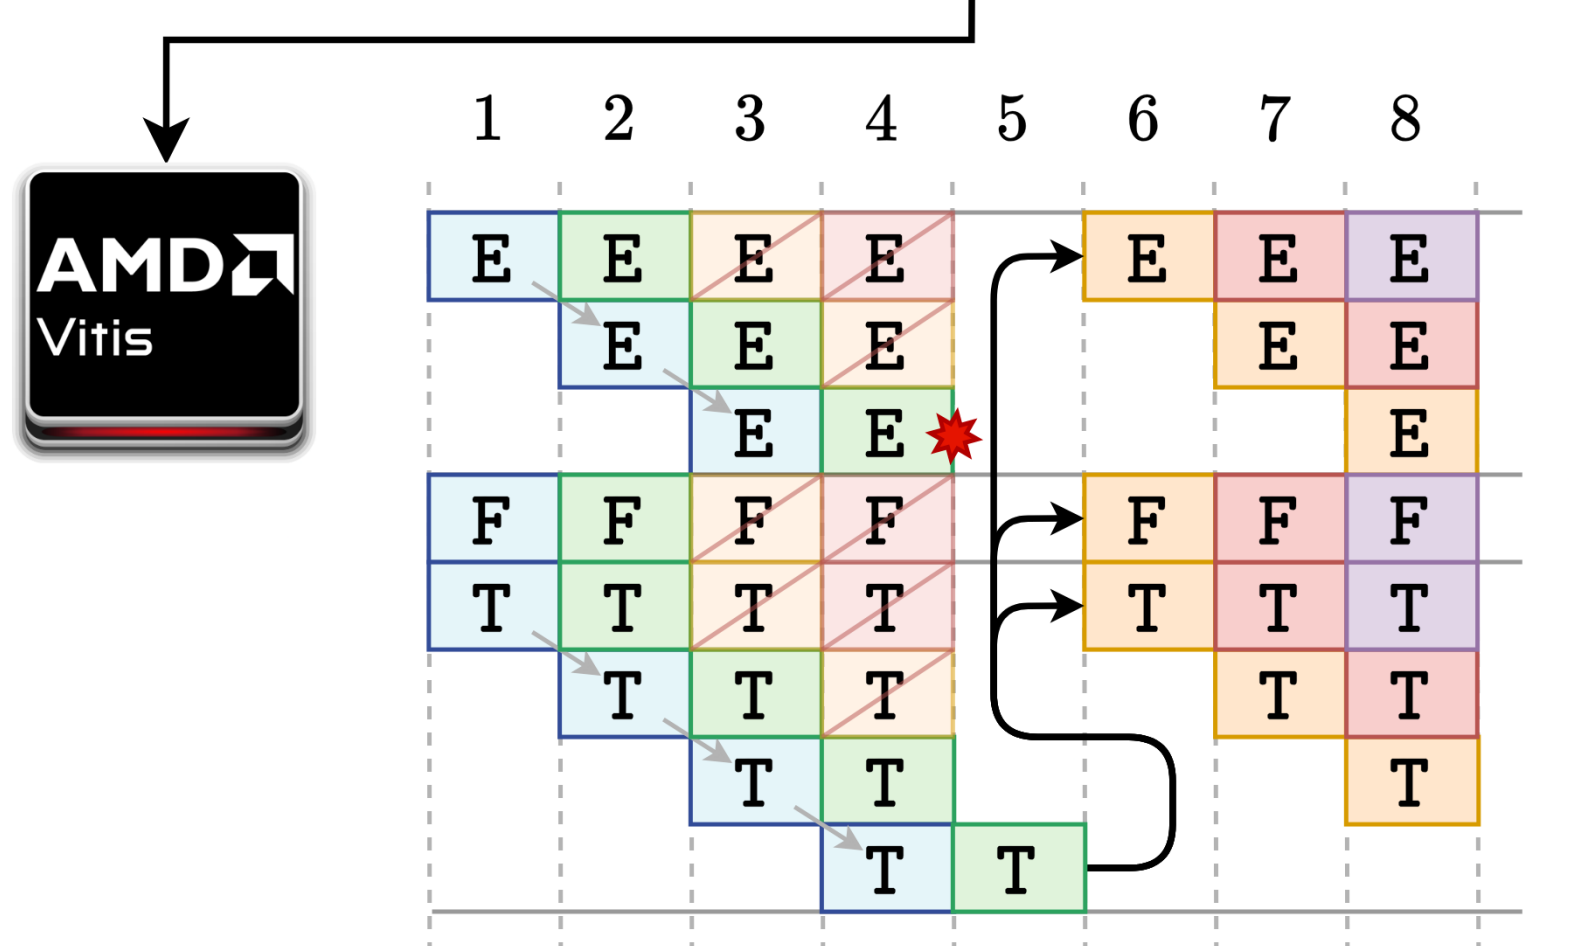 1 2 3 4 5 6 7 8
AMD
Vitis
E E E E E E E
E E E E E
E E E
F F F F F F F
T T T T T T T
T T T T T
T T T
T T